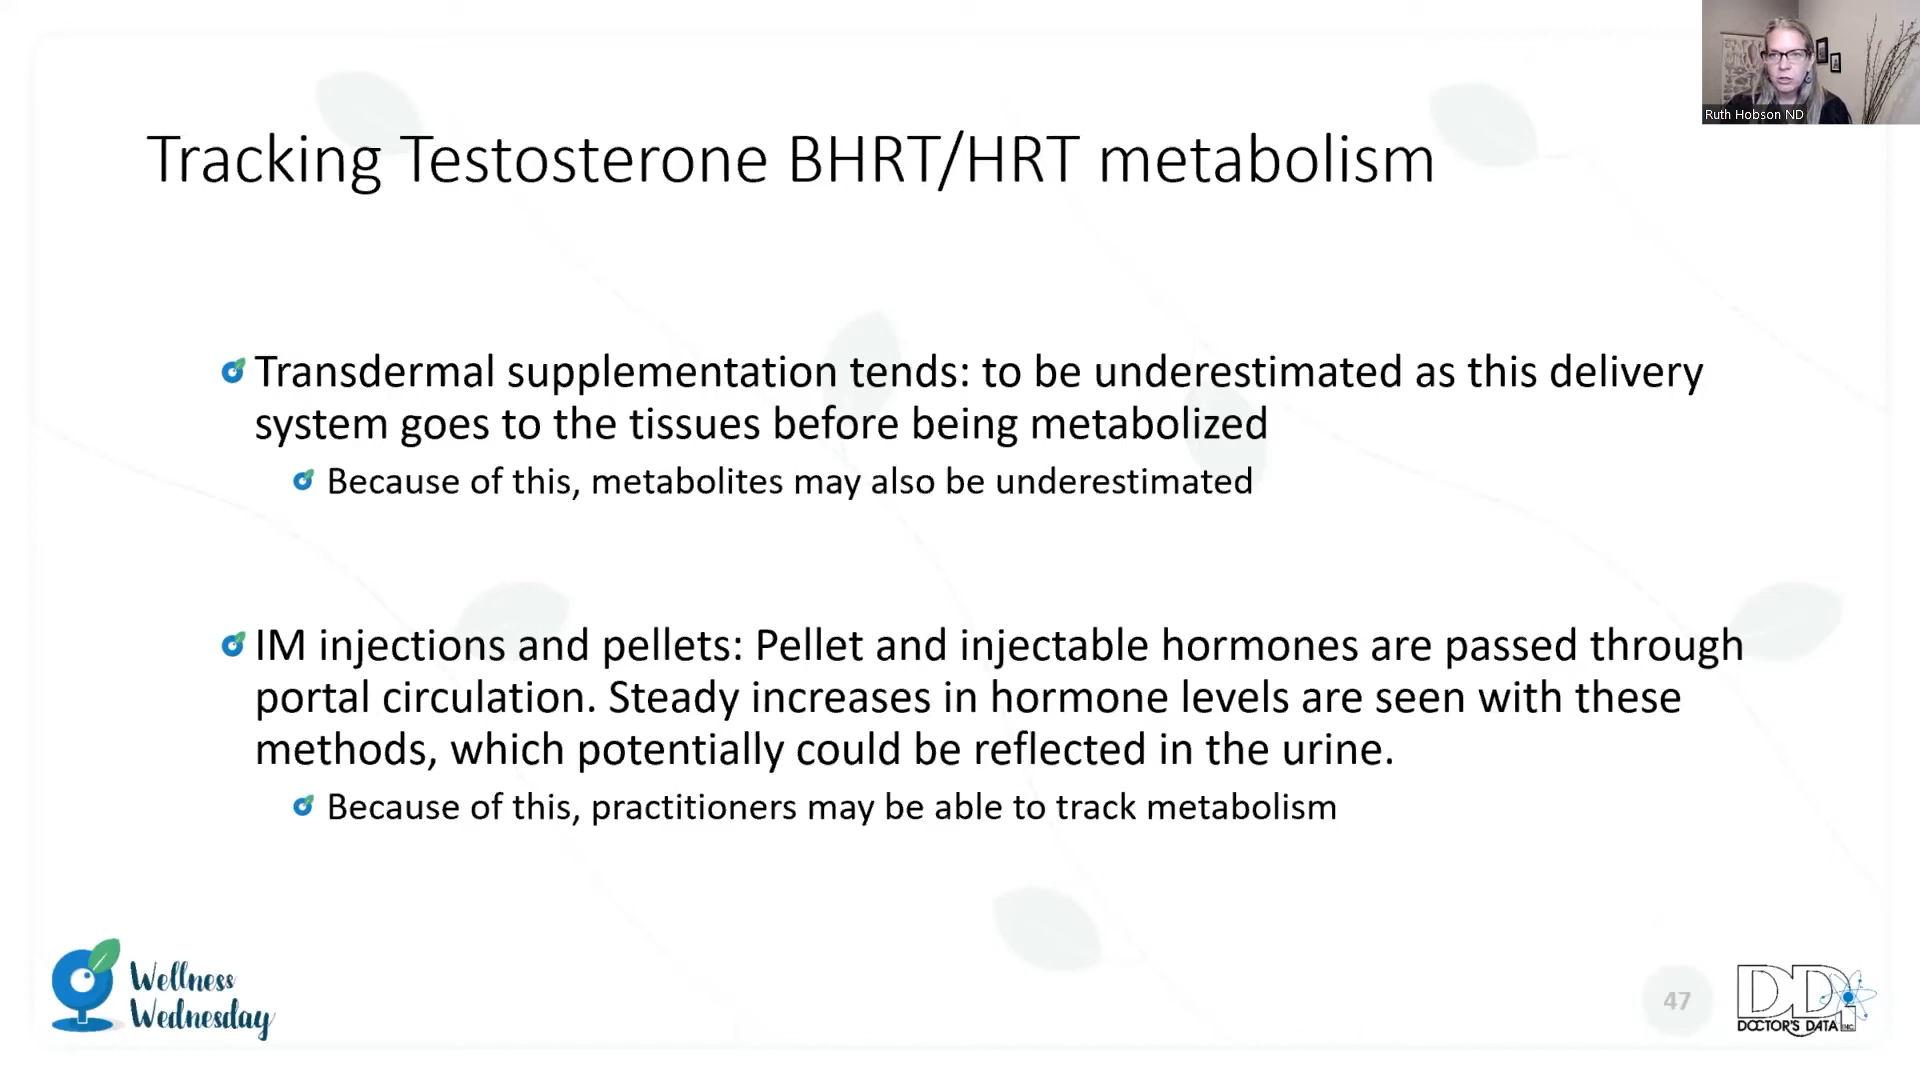 Ruth Hobson ND
Tracking Testosterone BHRT/HRT metabolism
Transdermal supplementation tends: to be underestimated as this delivery
system goes to the tissues before being metabolized
Because of this, metabolites may also be underestimated
IM injections and pellets: Pellet and injectable hormones are passed through
portal circulation. Steady increases in hormone levels are seen with these
methods, which potentially could be reflected in the urine.
Because of this, practitioners may be able to track metabolism
Wellness
Wednesday
47
DDI
DOCTOR'S DATA INC.